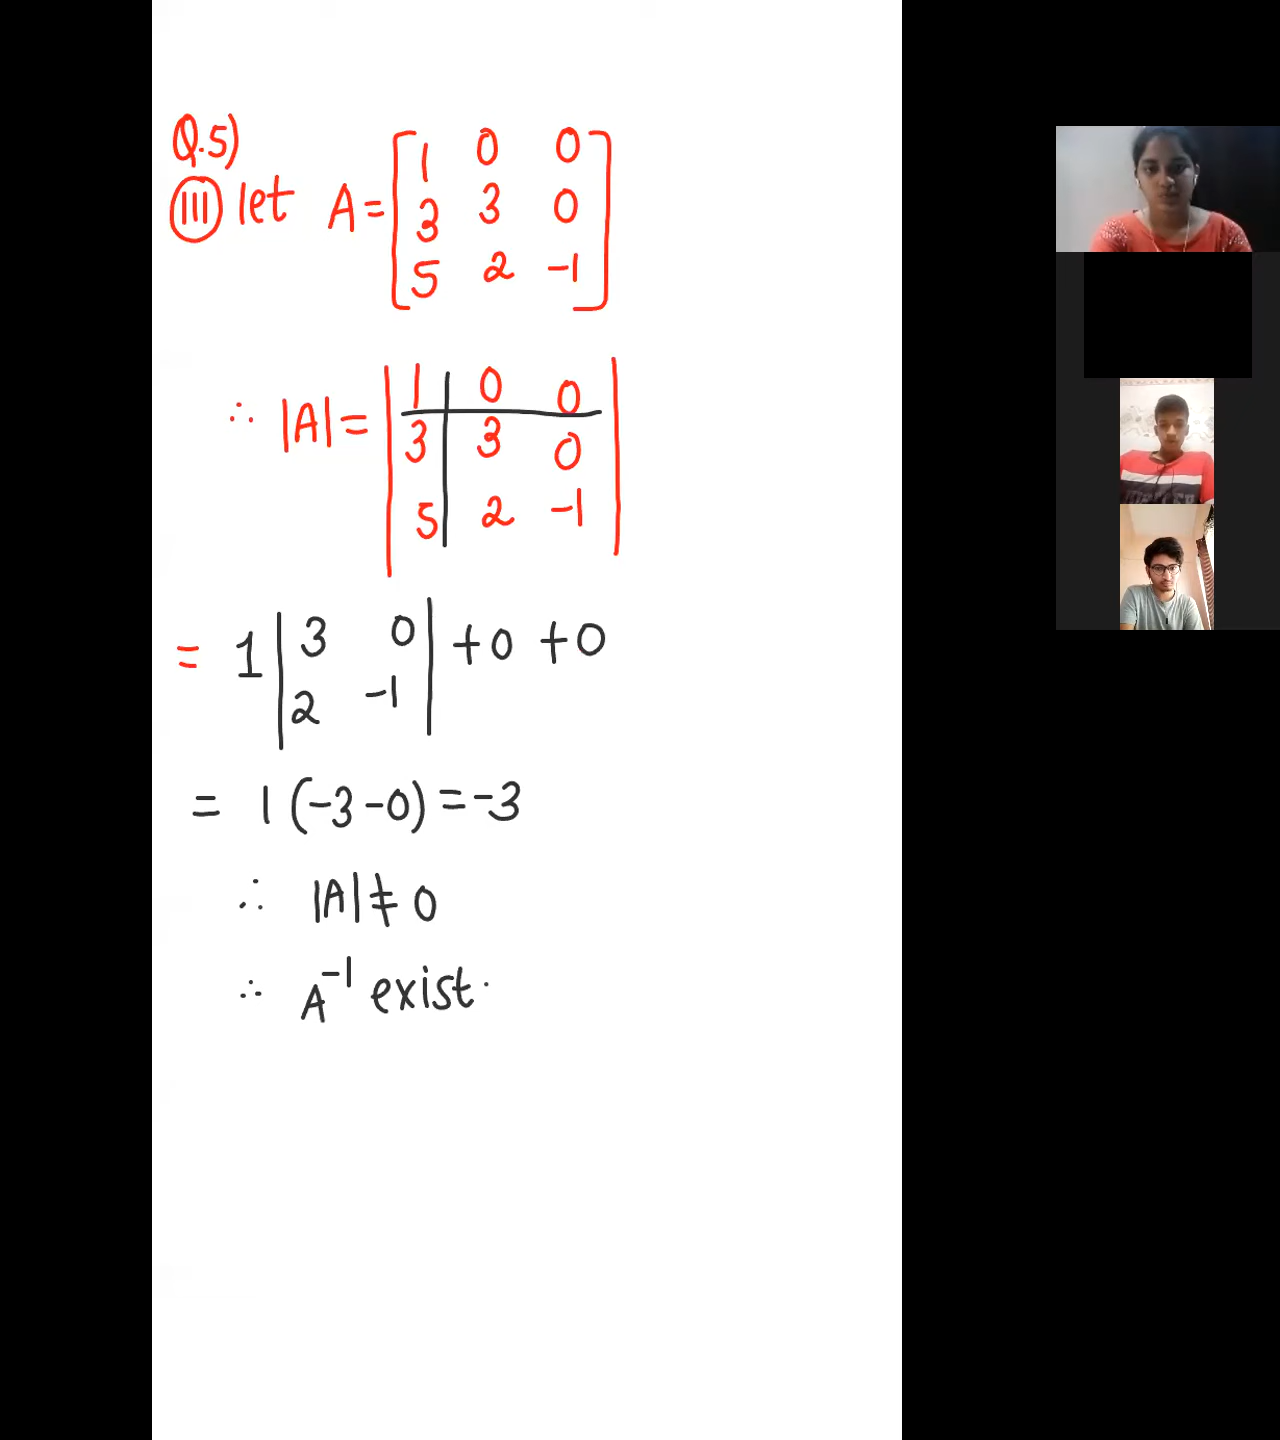 Q.5)
III let A = [1 0 0
3 3 0
5 2 -1]
∴ |A| = |1 0 0
3 3 0
5 2 -1|
= 1 |3 0
2 -1| + 0 + 0
= 1 (-3 - 0) = -3
∴ |A| ≠ 0
∴ A⁻¹ exist.